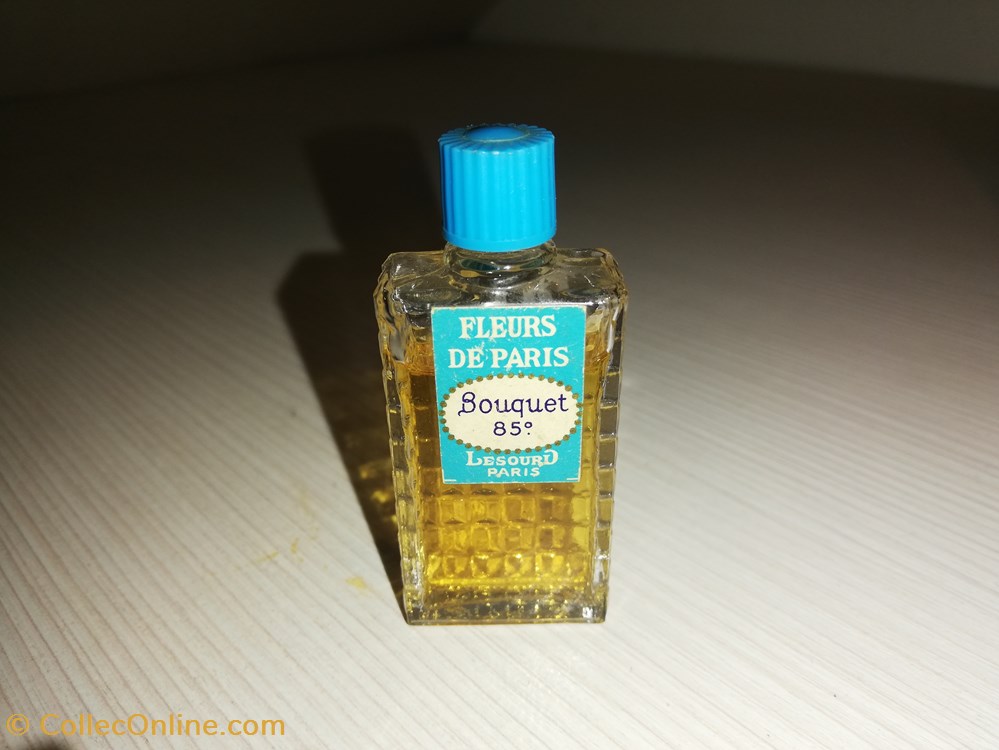 FLEURS
DE PARIS
Bouquet
85°
LESOURD
PARIS
© CollecOnline.com